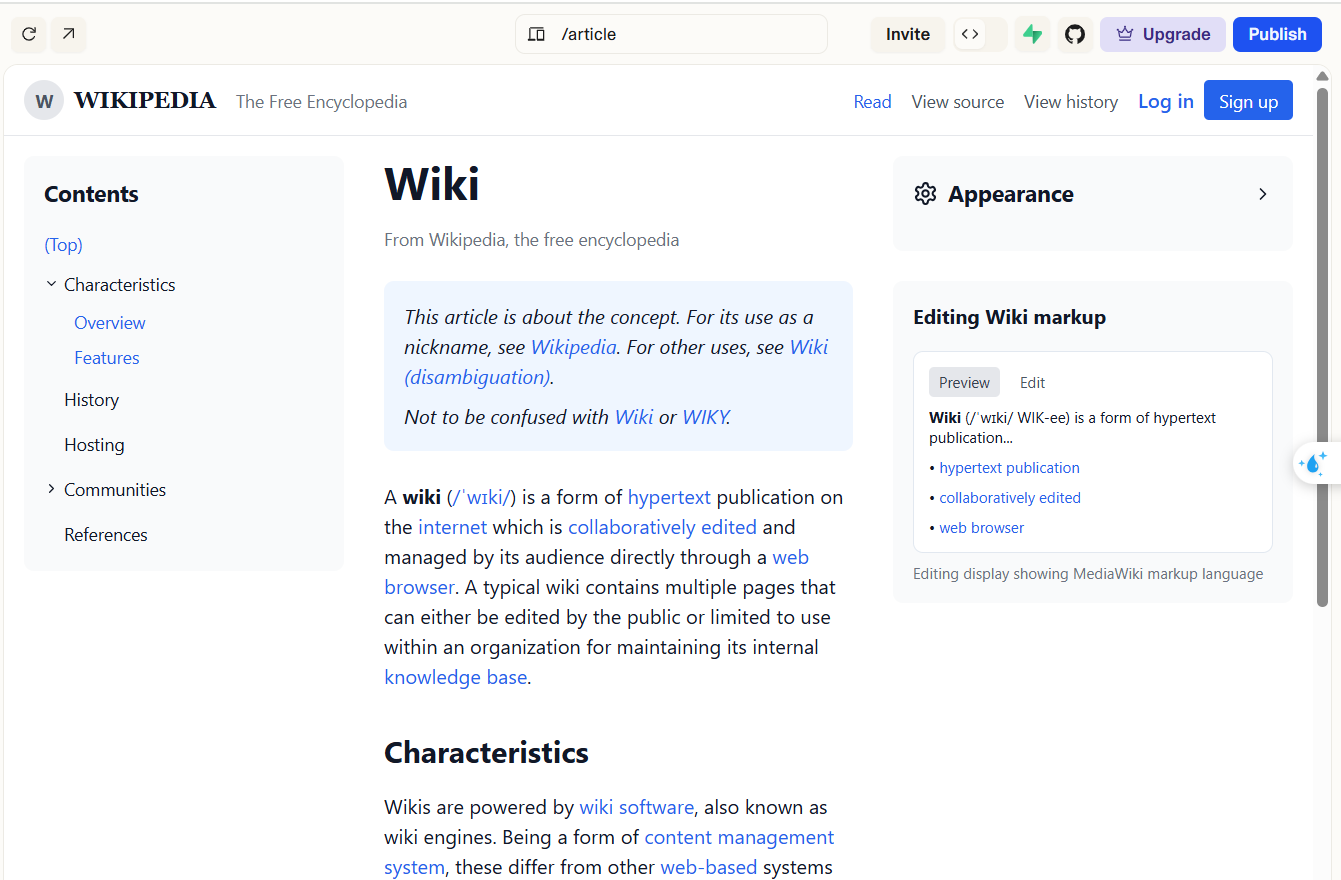 /article
Invite
Upgrade
Publish
W
WIKIPEDIA
The Free Encyclopedia
Read
View source
View history
Log in
Sign up
Contents
(Top)
Characteristics
Overview
Features
History
Hosting
Communities
References
Wiki
From Wikipedia, the free encyclopedia
This article is about the concept. For its use as a
nickname, see Wikipedia. For other uses, see Wiki
(disambiguation).
Not to be confused with Wiki or WIKY.
A wiki (/ˈwɪki/) is a form of hypertext publication on
the internet which is collaboratively edited and
managed by its audience directly through a web
browser. A typical wiki contains multiple pages that
can either be edited by the public or limited to use
within an organization for maintaining its internal
knowledge base.
Characteristics
Wikis are powered by wiki software, also known as
wiki engines. Being a form of content management
system, these differ from other web-based systems
Appearance
Editing Wiki markup
Preview
Edit
Wiki (/ˈwɪki/ WIK-ee) is a form of hypertext
publication...
• hypertext publication
• collaboratively edited
• web browser
Editing display showing MediaWiki markup language